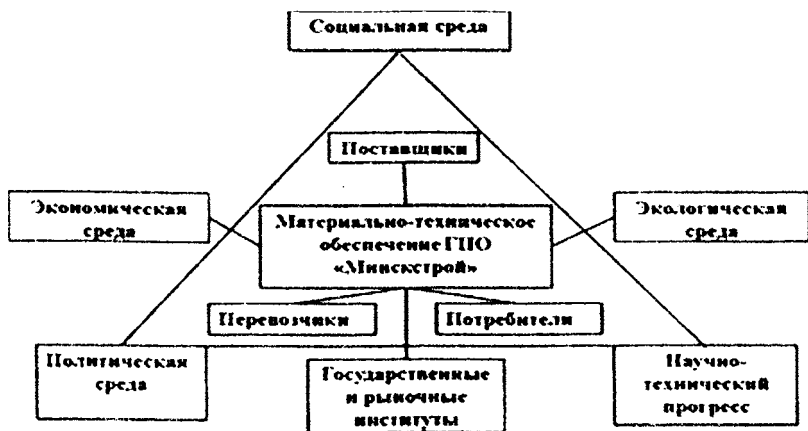 Социальная среда
Поставщики
Экономическая
среда
Материально-техническое
обеспечение ГПО
«Минскстрой»
Экологическая
среда
Перевозчики
Потребители
Политическая
среда
Государственные
и рыночные
институты
Научно-
технический
прогресс